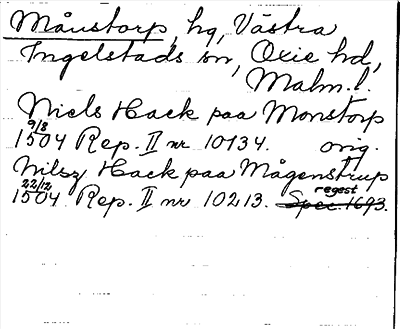 Månstorp, hg, Västra
Ingelstads sn, Oxie hd,
Malm. l.
Niels Hack paa Monstorp
9/8
1504 Rep. II nr 10134. orig.
Nilsz Hack paa Mågenstrup
22/12 regest
1504 Rep. II nr 10213. Spec. 1693.